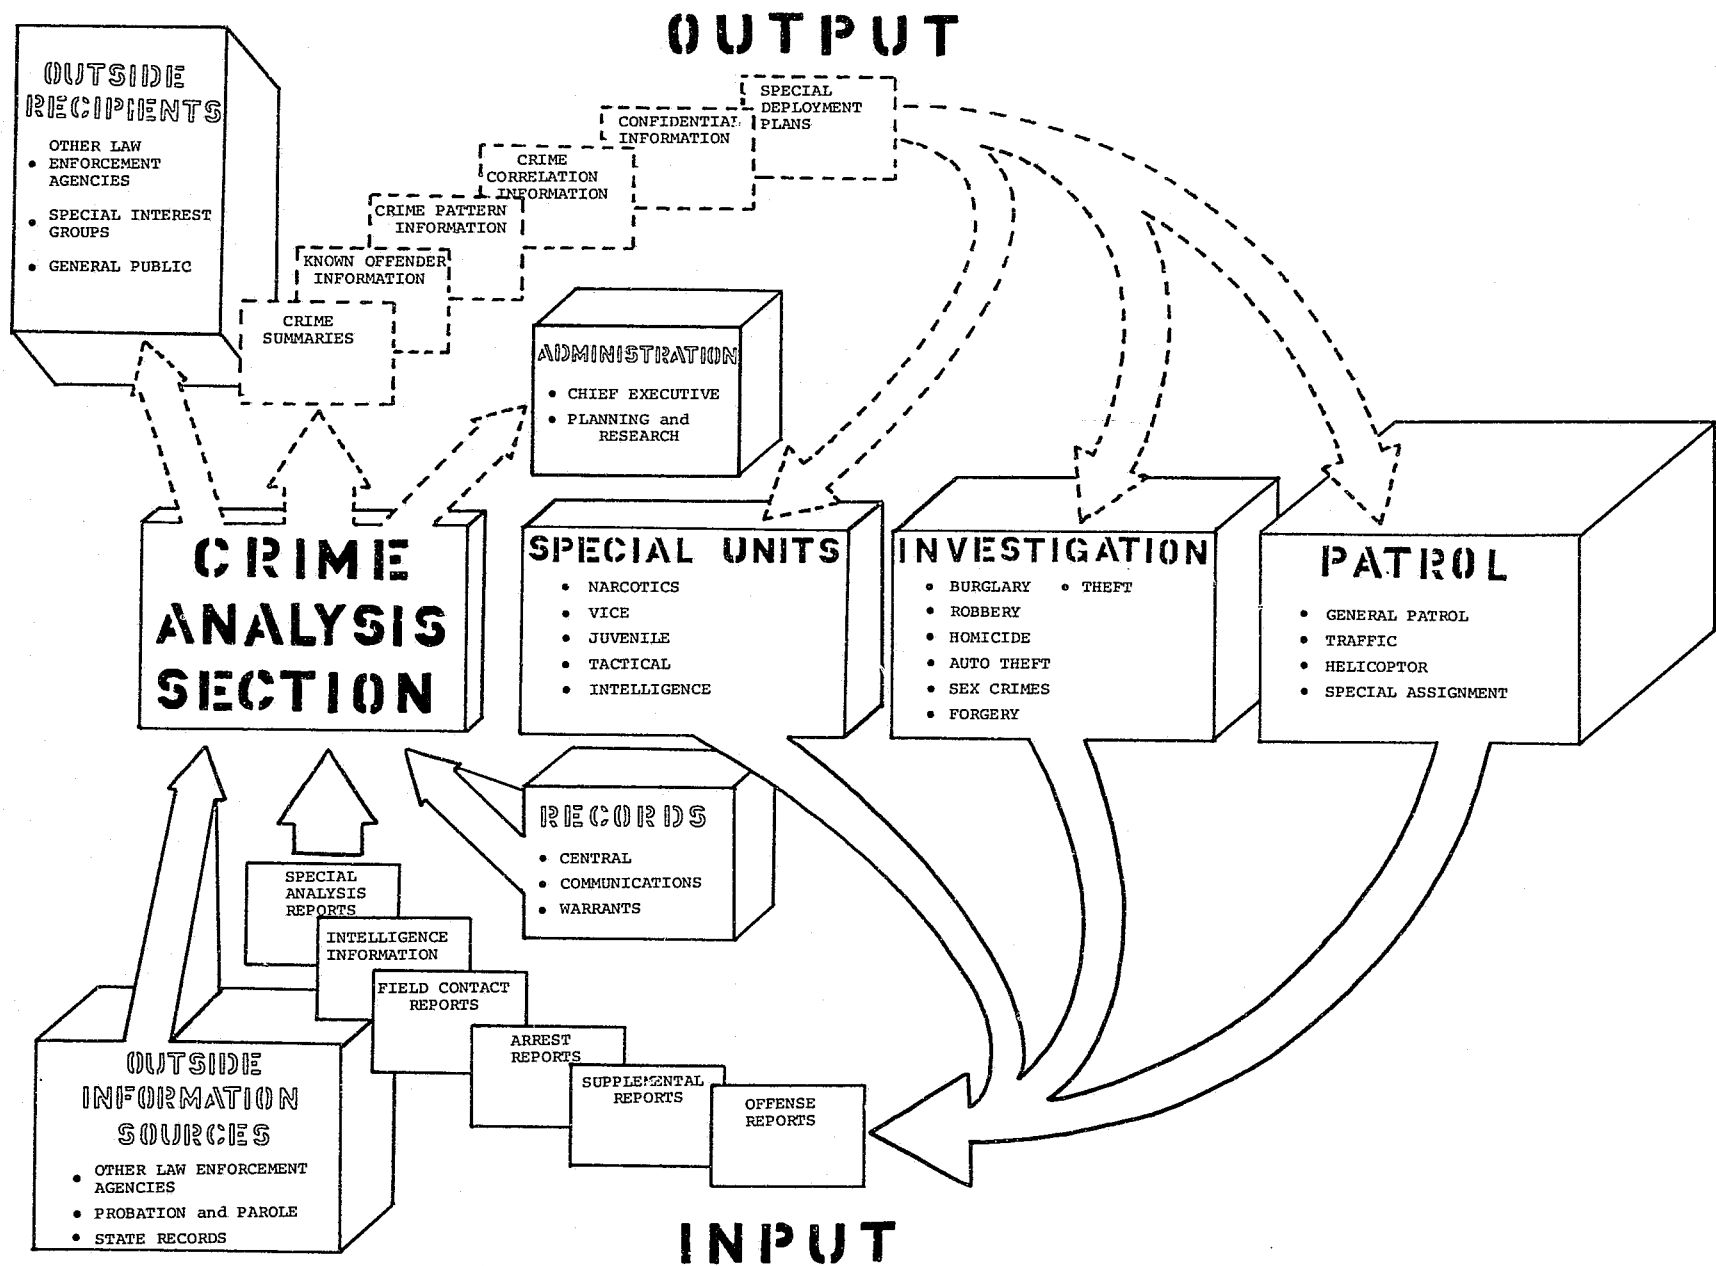 OUTPUT
OUTSIDE
RECIPIENTS
OTHER LAW
• ENFORCEMENT
AGENCIES
• SPECIAL INTEREST
GROUPS
• GENERAL PUBLIC
SPECIAL
DEPLOYMENT
PLANS
CONFIDENTIAL
INFORMATION
CRIME
CORRELATION
INFORMATION
CRIME PATTERN
INFORMATION
KNOWN OFFENDER
INFORMATION
CRIME
SUMMARIES
ADMINISTRATION
• CHIEF EXECUTIVE
• PLANNING and
RESEARCH
CRIME
ANALYSIS
SECTION
SPECIAL UNITS
• NARCOTICS
• VICE
• JUVENILE
• TACTICAL
• INTELLIGENCE
INVESTIGATION
• BURGLARY • THEFT
• ROBBERY
• HOMICIDE
• AUTO THEFT
• SEX CRIMES
• FORGERY
PATROL
• GENERAL PATROL
• TRAFFIC
• HELICOPTOR
• SPECIAL ASSIGNMENT
RECORDS
• CENTRAL
• COMMUNICATIONS
• WARRANTS
SPECIAL
ANALYSIS
REPORTS
INTELLIGENCE
INFORMATION
FIELD CONTACT
REPORTS
ARREST
REPORTS
SUPPLEMENTAL
REPORTS
OFFENSE
REPORTS
OUTSIDE
INFORMATION
SOURCES
• OTHER LAW ENFORCEMENT
AGENCIES
• PROBATION and PAROLE
• STATE RECORDS
INPUT